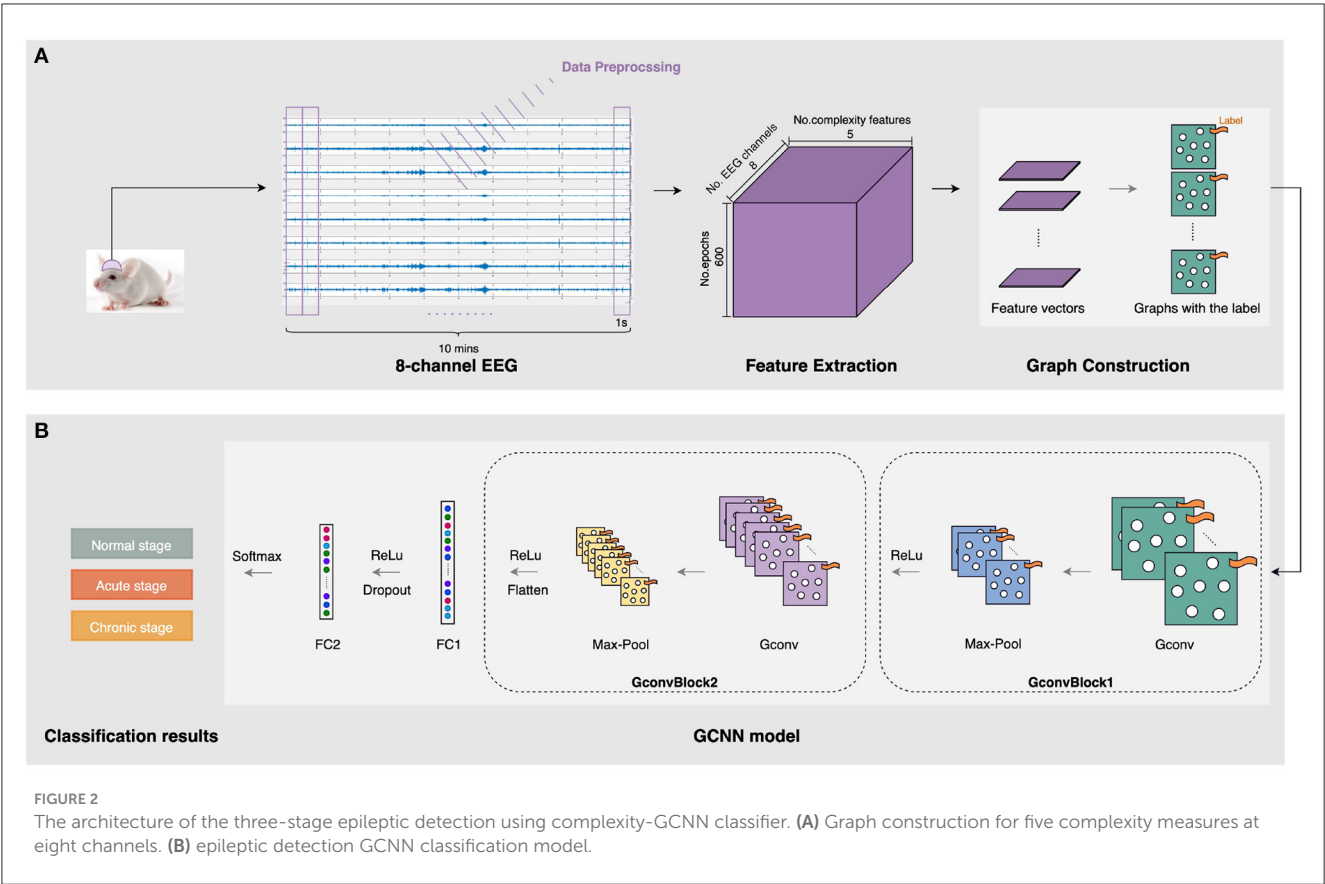 A
Data Preprocssing
1s
10 mins
8-channel EEG
No.complexity features
5
No. EEG channels
8
No.epochs
600
Feature Extraction
Label
Feature vectors
Graphs with the label
Graph Construction
B
Normal stage
Acute stage
Chronic stage
Classification results
Softmax
FC2
ReLu
Dropout
FC1
ReLu
Flatten
Max-Pool
Gconv
GconvBlock2
ReLu
Max-Pool
Gconv
GconvBlock1
GCNN model
FIGURE 2
The architecture of the three-stage epileptic detection using complexity-GCNN classifier. (A) Graph construction for five complexity measures at
eight channels. (B) epileptic detection GCNN classification model.